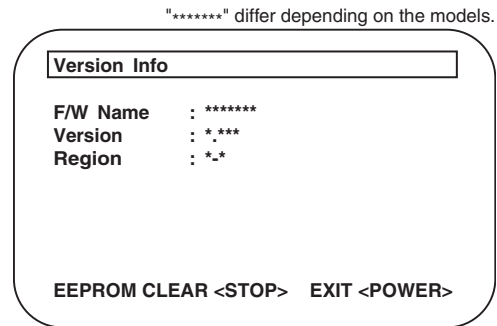 "*******" differ depending on the models.
Version Info
F/W Name : *******
Version : *.***
Region : *-*
EEPROM CLEAR <STOP> EXIT <POWER>